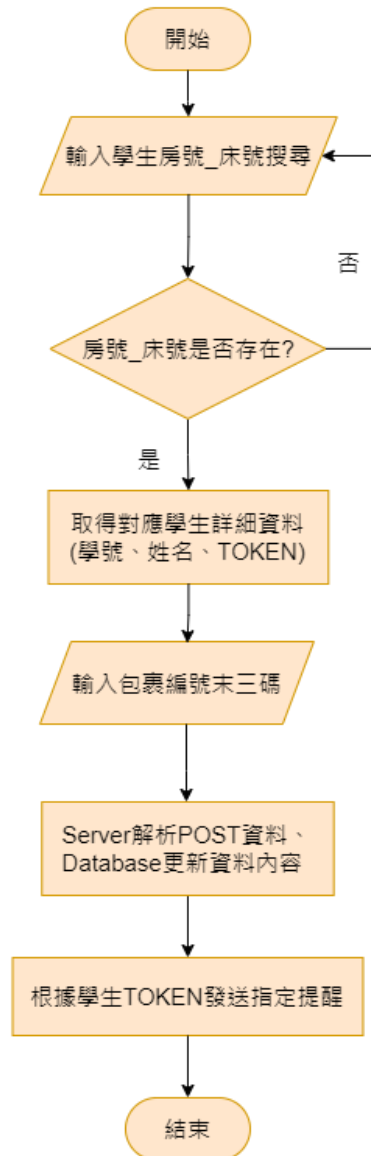 開始
輸入學生房號_床號搜尋
否
房號_床號是否存在?
是
取得對應學生詳細資料
(學號、姓名、TOKEN)
輸入包裹編號末三碼
Server解析POST資料、
Database更新資料內容
根據學生TOKEN發送指定提醒
結束